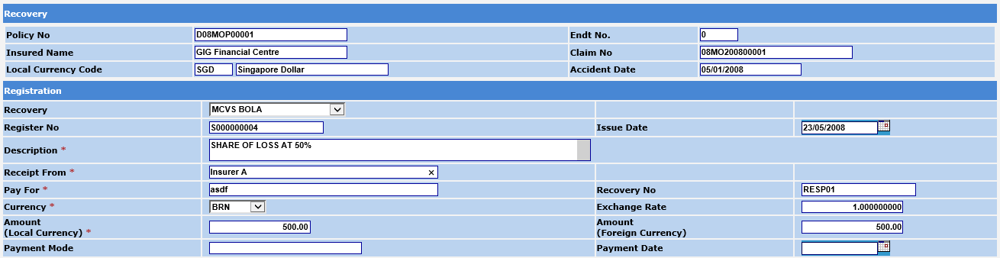 Recovery
Policy No D08MOP00001 Endt No. 0
Insured Name GIG Financial Centre Claim No 08MO200800001
Local Currency Code SGD Singapore Dollar Accident Date 05/01/2008
Registration
Recovery MCVS BOLA
Register No S000000004 Issue Date 23/05/2008
Description * SHARE OF LOSS AT 50%
Receipt From * Insurer A ×
Pay For * asdf Recovery No RESP01
Currency * BRN Exchange Rate 1.000000000
Amount
(Local Currency) * 500.00 Amount
(Foreign Currency) 500.00
Payment Mode Payment Date